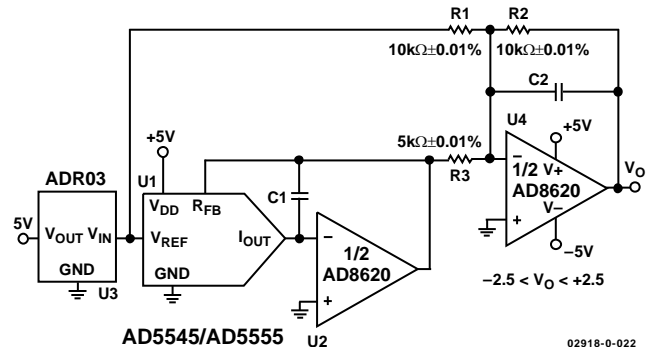 R1
R2
10kΩ±0.01%
10kΩ±0.01%
C2
U4
+5V
+5V
5kΩ±0.01%
R3
−
V+
1/2
AD8620
V−
+
VO
−5V
−2.5 < VO < +2.5
ADR03
U1
C1
5V
VOUT VIN
GND
U3
VDD
RFB
VREF
IOUT
GND
−
1/2
AD8620
+
U2
AD5545/AD5555
02918-0-022